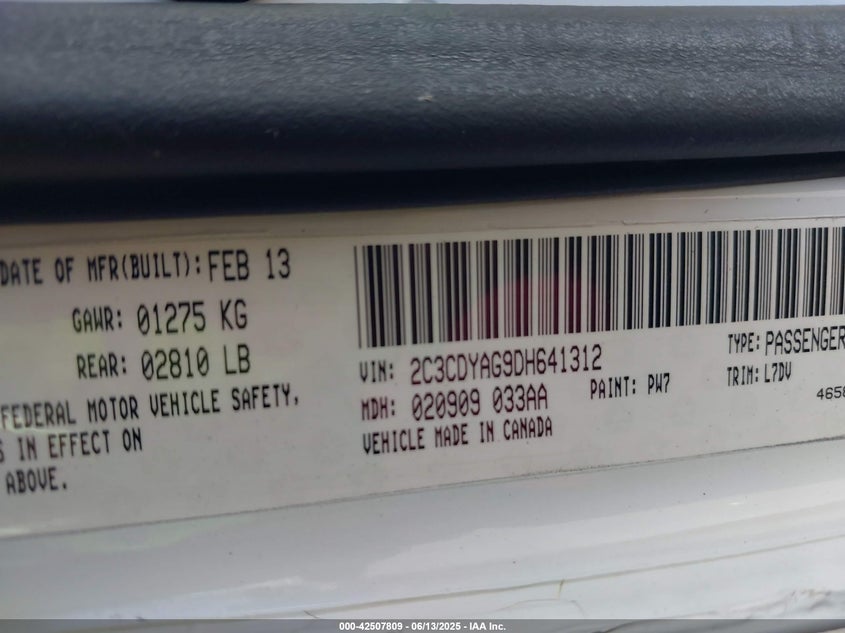 DATE OF MFR(BUILT): FEB 13
GAWR: 01275 KG
REAR: 02810 LB
FEDERAL MOTOR VEHICLE SAFETY,
S IN EFFECT ON
ABOVE.
VIN: 2C3CDYAG9DH641312
MDH: 020909 033AA
VEHICLE MADE IN CANADA
PAINT: PW7
TYPE: PASSENGER
TRIM: L7DV
465
000-42507809 - 06/13/2025 - IAA Inc.